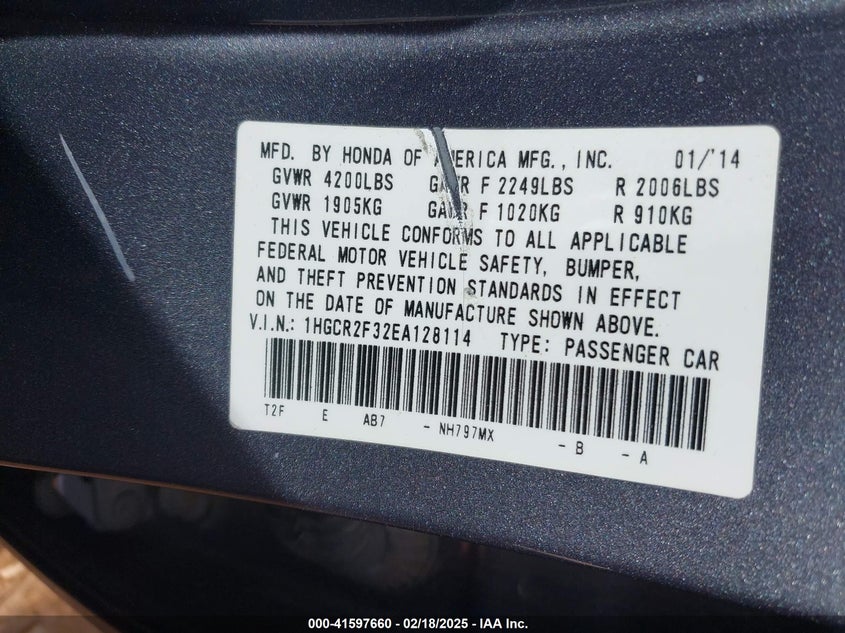 MFD. BY HONDA OF AMERICA MFG., INC. 01/'14
GVWR 4200LBS GAWR F 2249LBS R 2006LBS
GVWR 1905KG GAWR F 1020KG R 910KG
THIS VEHICLE CONFORMS TO ALL APPLICABLE
FEDERAL MOTOR VEHICLE SAFETY, BUMPER,
AND THEFT PREVENTION STANDARDS IN EFFECT
ON THE DATE OF MANUFACTURE SHOWN ABOVE.
V.I.N.: 1HGCR2F32EA128114 TYPE: PASSENGER CAR
T2F E AB7 - NH797MX - B - A
000-41597660 - 02/18/2025 - IAA Inc.